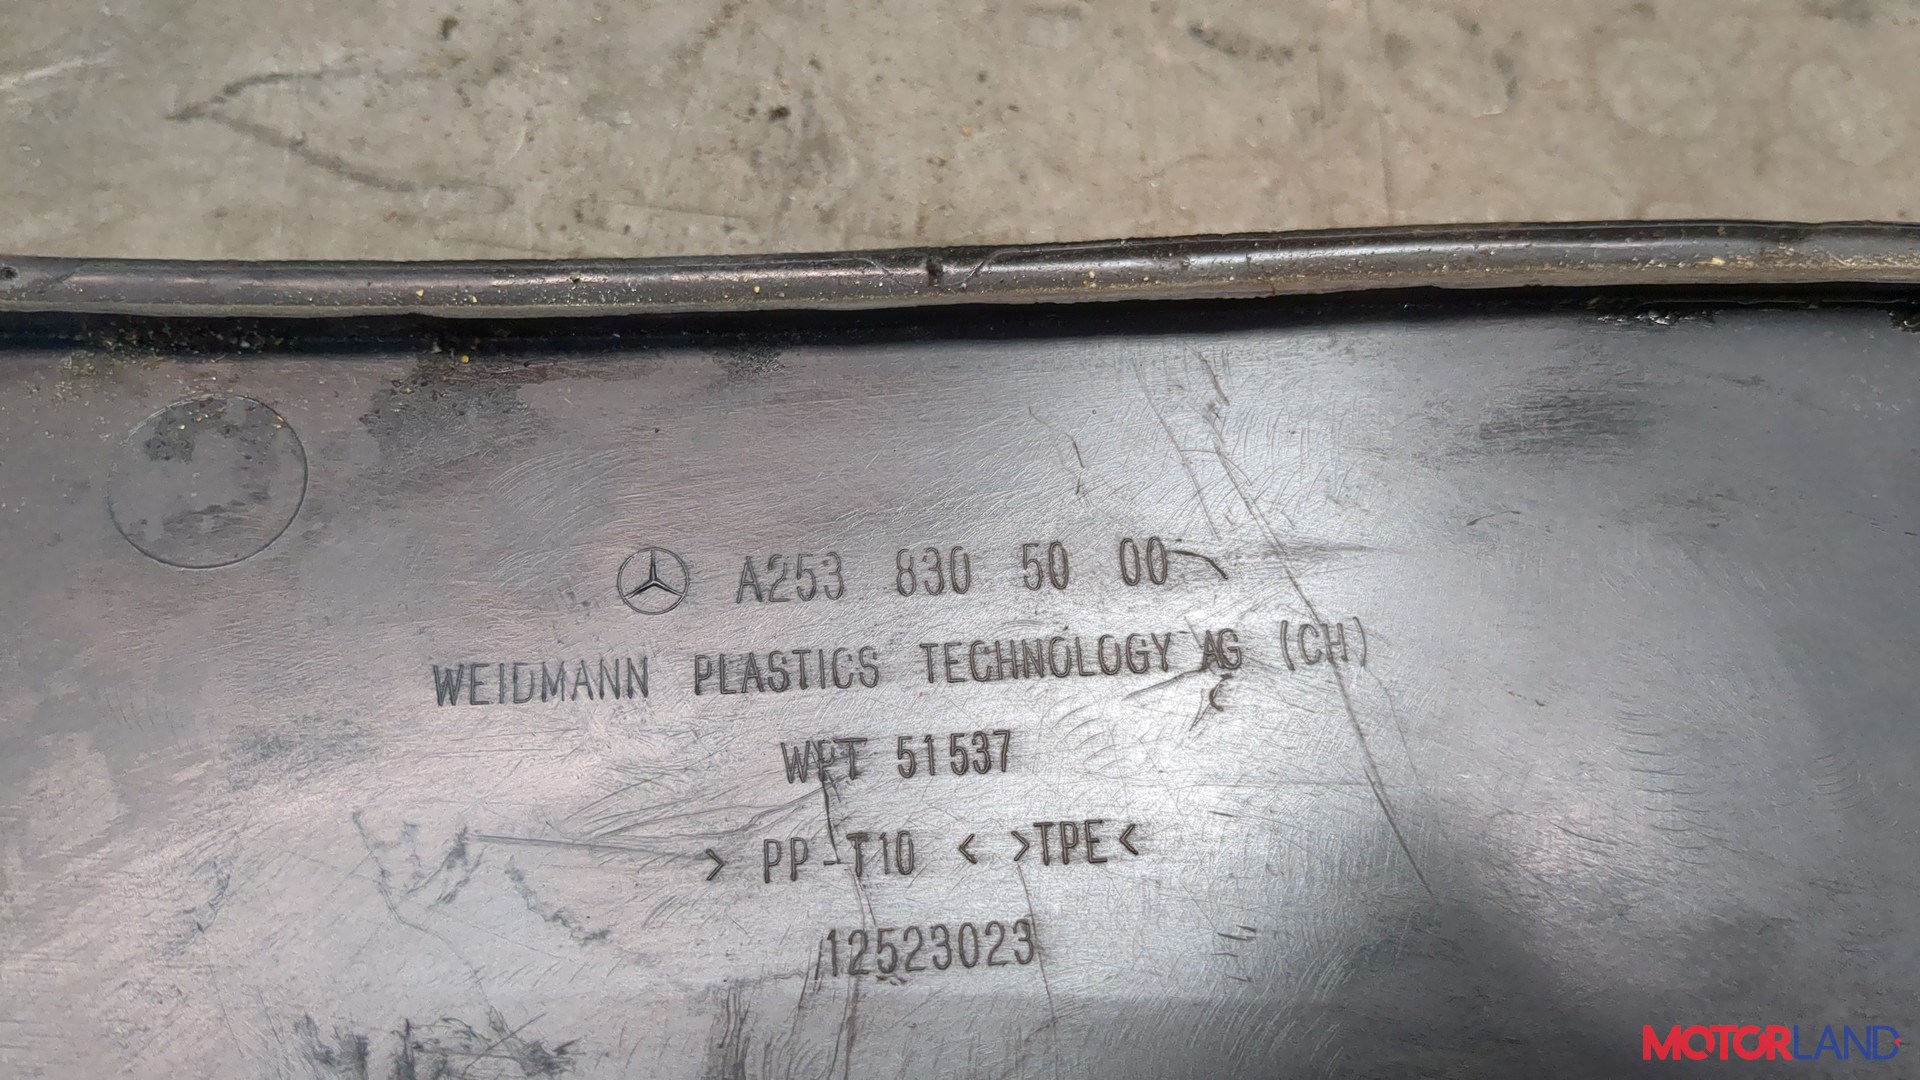 A253 830 50 00
WEIDMANN PLASTICS TECHNOLOGY AG (CH)
WPT 51537
> PP-T10 < >TPE<
12523023
MOTORLAND